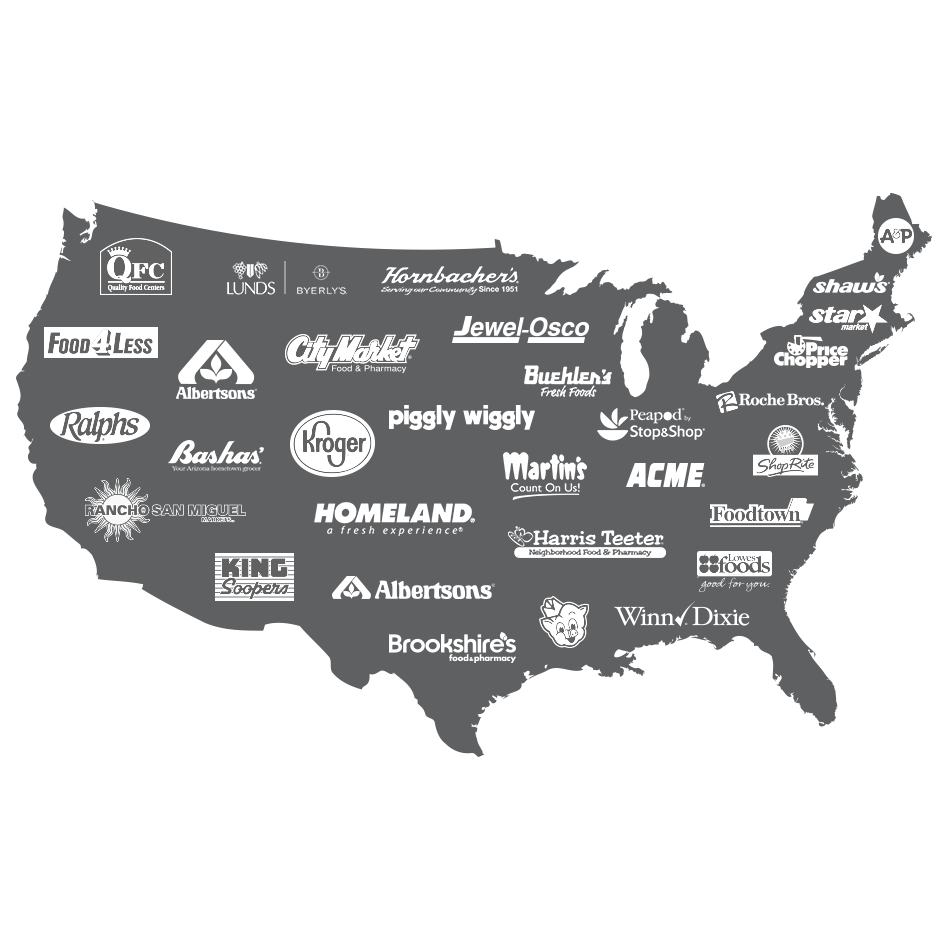 A&P
QFC
Quality Food Centers
LUNDS
B
BYERLY'S
Hornbacher's
Serving our Community Since 1951
shaw's
star
market
Jewel-Osco
FOOD 4 LESS
City Market
Food & Pharmacy
Price
Chopper
Albertsons
Buehler's
Fresh Foods
Roche Bros.
Ralphs
piggly wiggly
Peapod by
Stop&Shop
Kroger
Bashas'
Your Arizona hometown grocer
ShopRite
Martin's
Count On Us!
ACME
RANCHO SAN MIGUEL
MARKETS
HOMELAND
a fresh experience
Foodtown
Harris Teeter
Neighborhood Food & Pharmacy
Lowes
foods
good for you.
KING
Soopers
Albertsons
Winn Dixie
Brookshire's
food & pharmacy